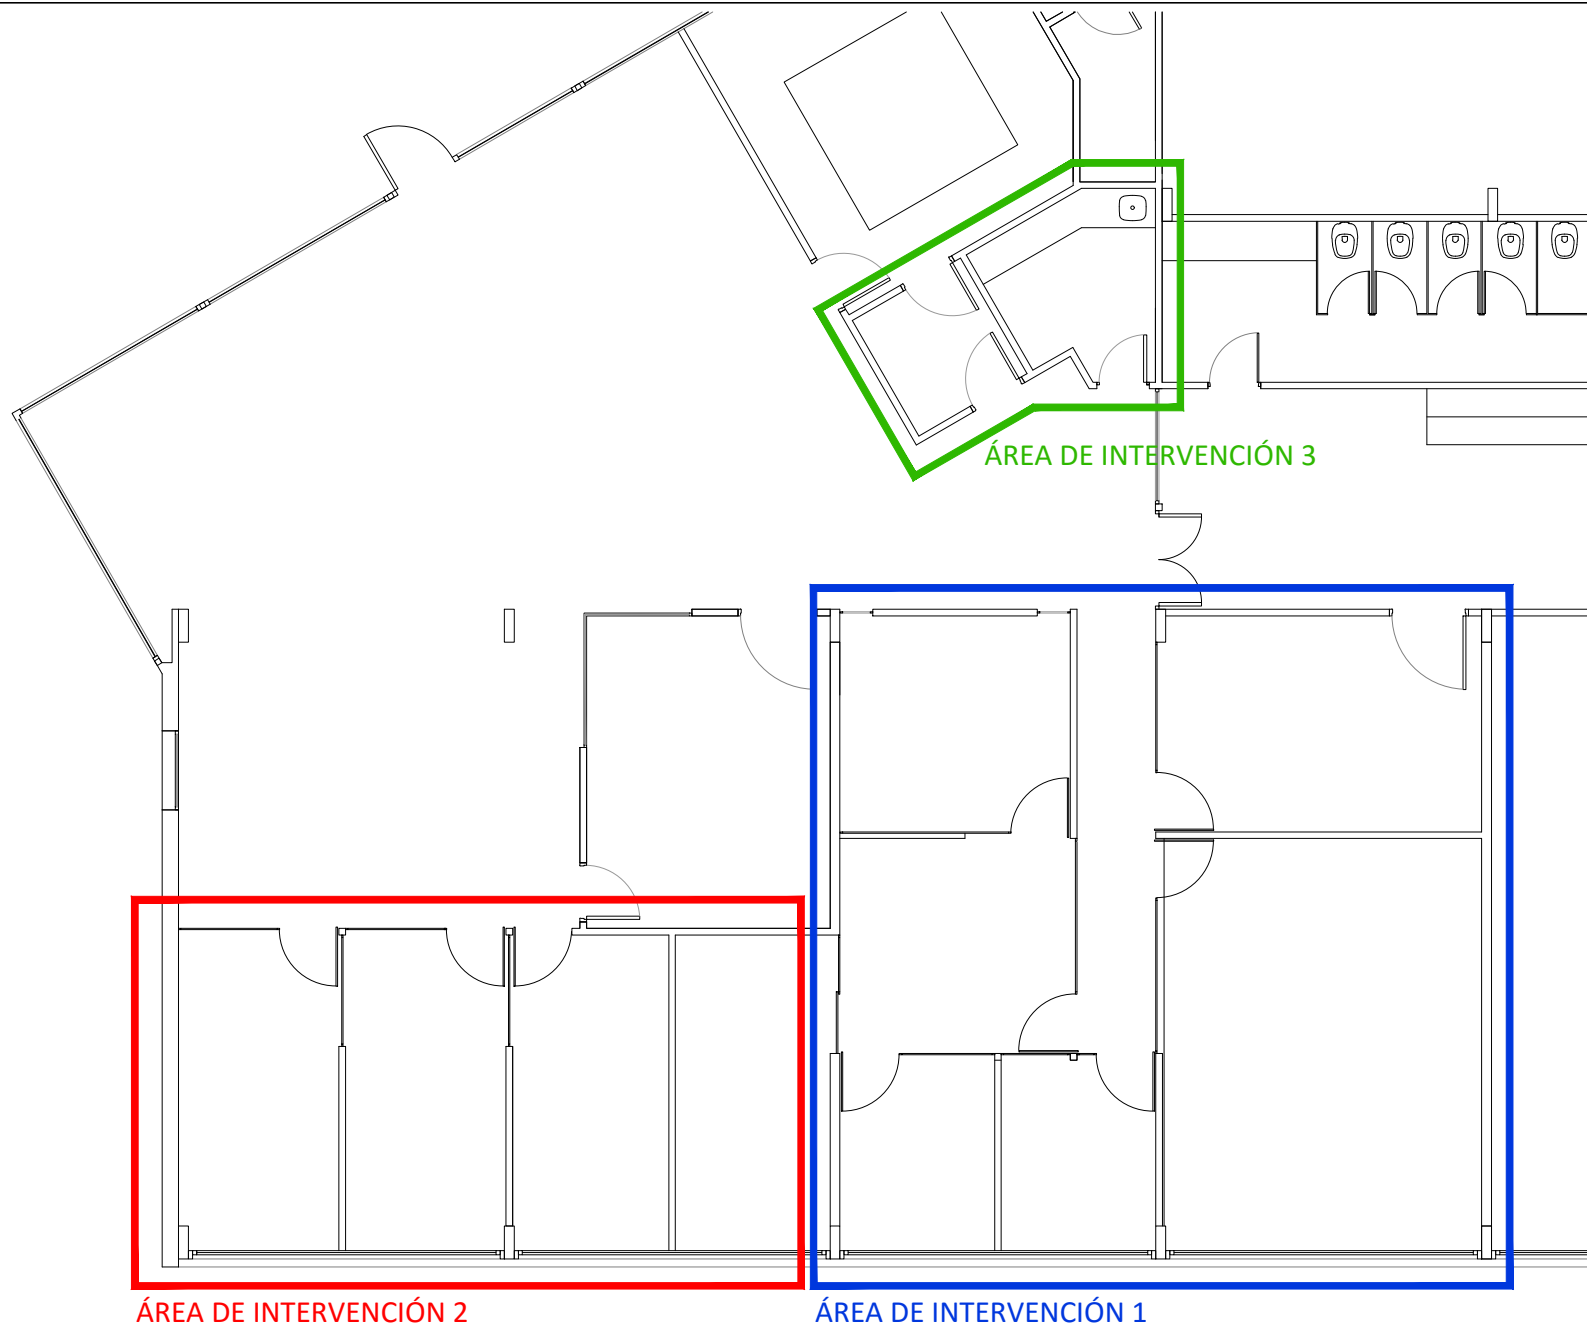 ÁREA DE INTERVENCIÓN 3
ÁREA DE INTERVENCIÓN 2
ÁREA DE INTERVENCIÓN 1